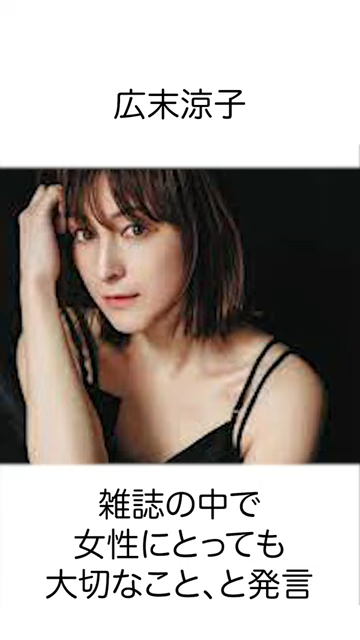 広末涼子
雑誌の中で
女性にとっても
大切なこと、と発言